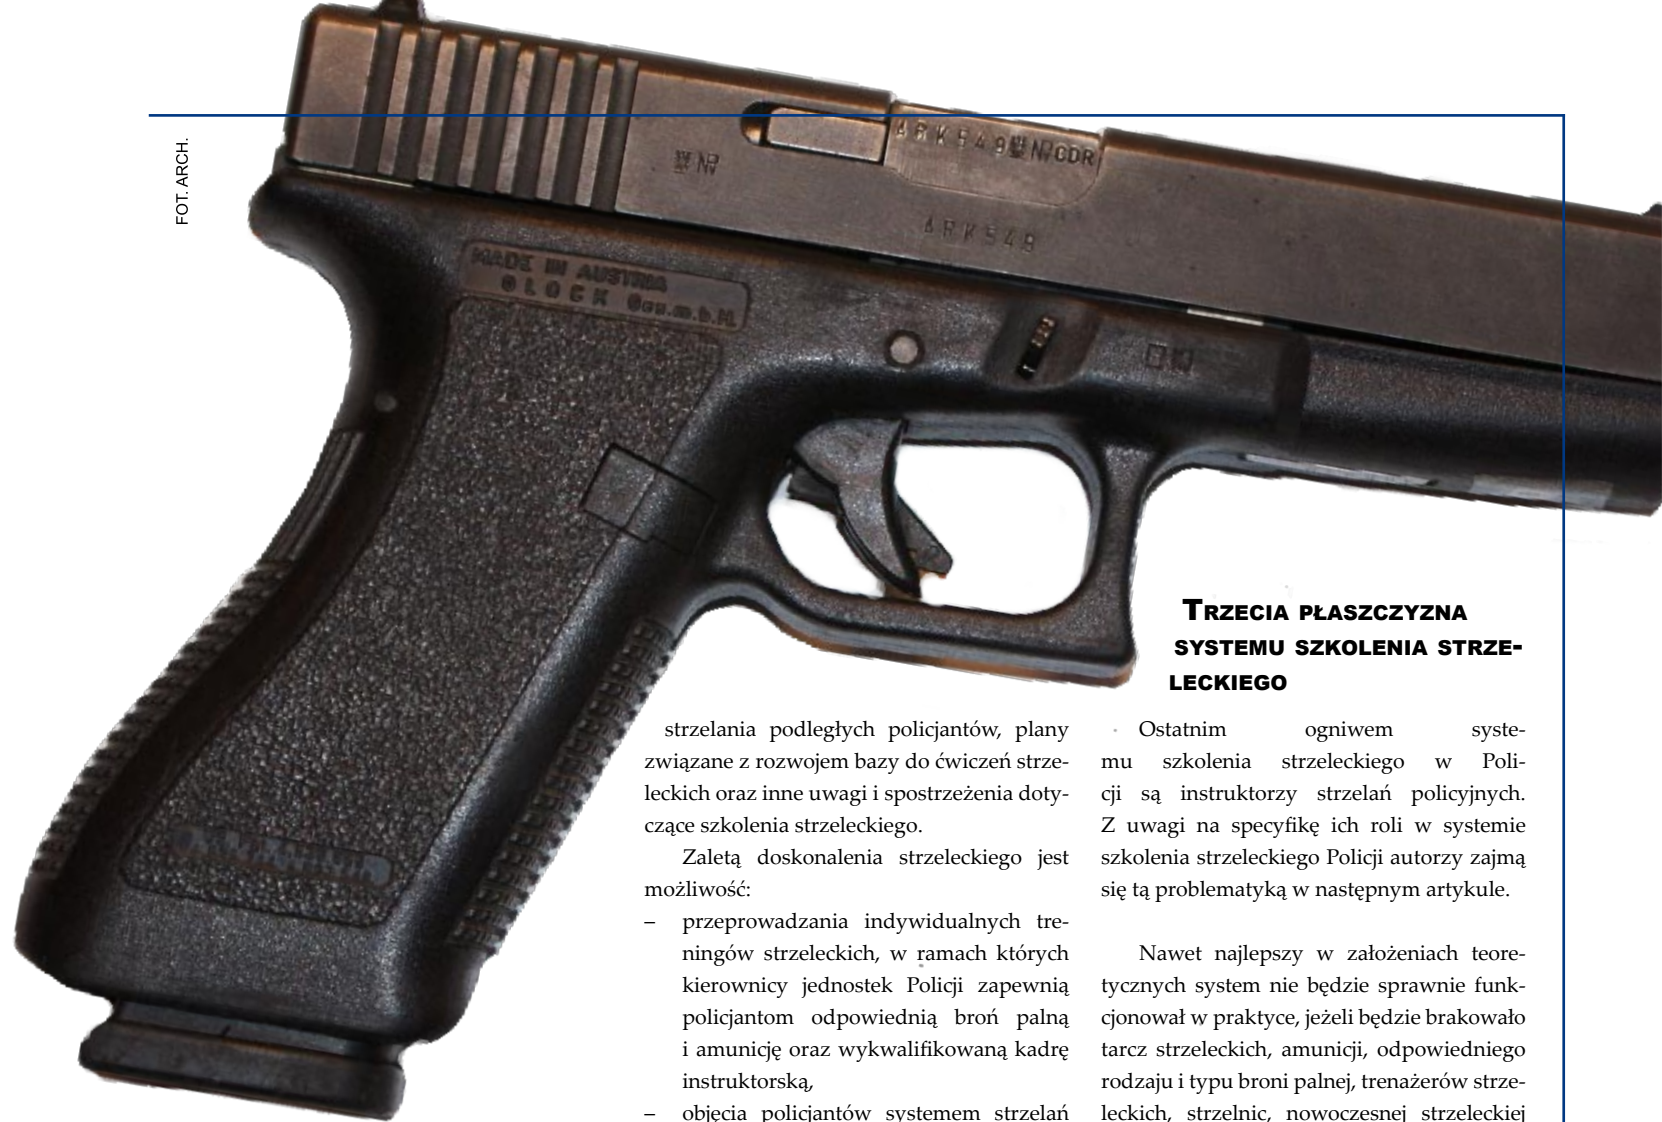 FOT. ARCH.
ARK549 NPCDR
NP
ARK549
MADE IN AUSTRIA
GLOCK Ges.m.b.H.
TRZECIA PŁASZCZYZNA
SYSTEMU SZKOLENIA STRZE-
LECKIEGO
strzelania podległych policjantów, plany
związane z rozwojem bazy do ćwiczeń strze-
leckich oraz inne uwagi i spostrzeżenia doty-
czące szkolenia strzeleckiego.
Zaletą doskonalenia strzeleckiego jest
możliwość:
– przeprowadzania indywidualnych tre-
ningów strzeleckich, w ramach których
kierownicy jednostek Policji zapewnią
policjantom odpowiednią broń palną
i amunicję oraz wykwalifikowaną kadrę
instruktorską,
– objęcia policjantów systemem strzelań
Ostatnim ogniwem syste-
mu szkolenia strzeleckiego w Poli-
cji są instruktorzy strzelań policyjnych.
Z uwagi na specyfikę ich roli w systemie
szkolenia strzeleckiego Policji autorzy zajmą
się tą problematyką w następnym artykule.
Nawet najlepszy w założeniach teore-
tycznych system nie będzie sprawnie funk-
cjonował w praktyce, jeżeli będzie brakowało
tarcz strzeleckich, amunicji, odpowiedniego
rodzaju i typu broni palnej, trenażerów strze-
leckich, strzelnic, nowoczesnej strzeleckiej